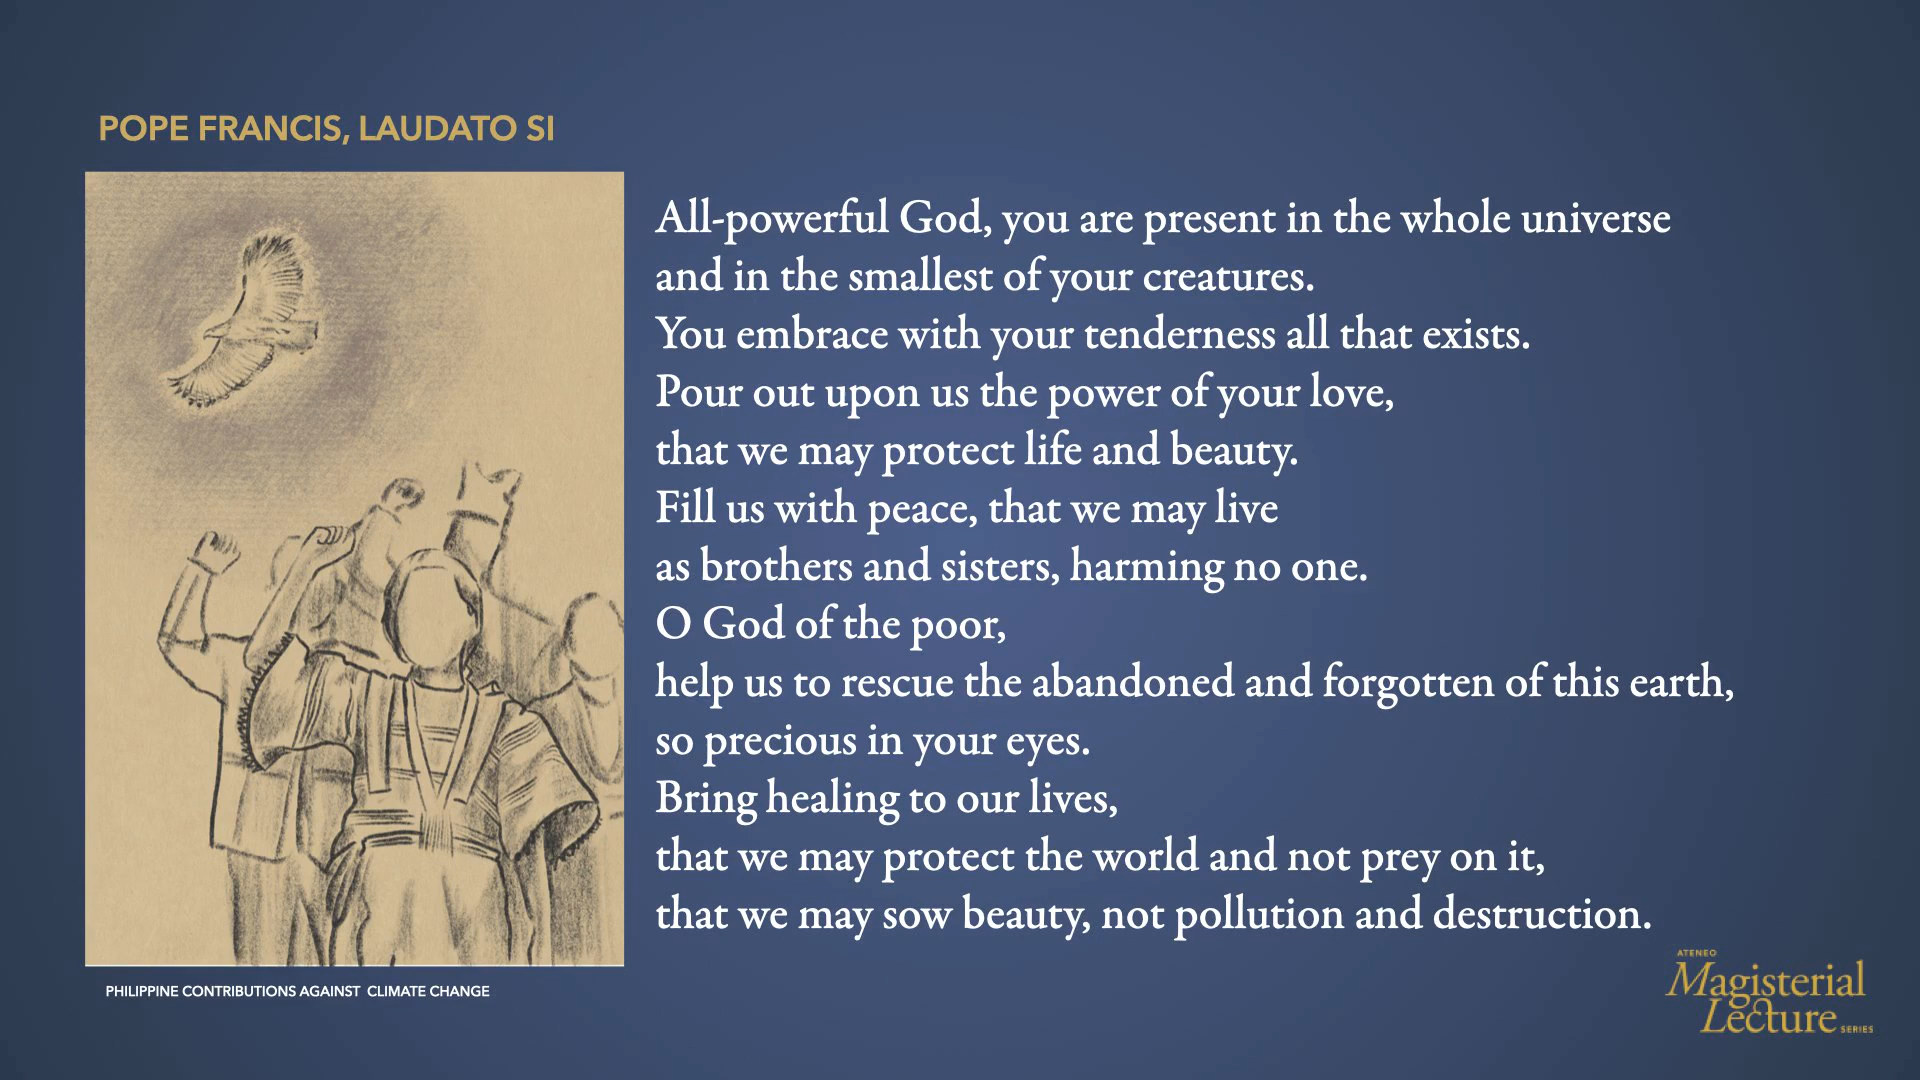 POPE FRANCIS, LAUDATO SI
All-powerful God, you are present in the whole universe
and in the smallest of your creatures.
You embrace with your tenderness all that exists.
Pour out upon us the power of your love,
that we may protect life and beauty.
Fill us with peace, that we may live
as brothers and sisters, harming no one.
O God of the poor,
help us to rescue the abandoned and forgotten of this earth,
so precious in your eyes.
Bring healing to our lives,
that we may protect the world and not prey on it,
that we may sow beauty, not pollution and destruction.
PHILIPPINE CONTRIBUTIONS AGAINST CLIMATE CHANGE
ATENEO
Magisterial
Lecture SERIES